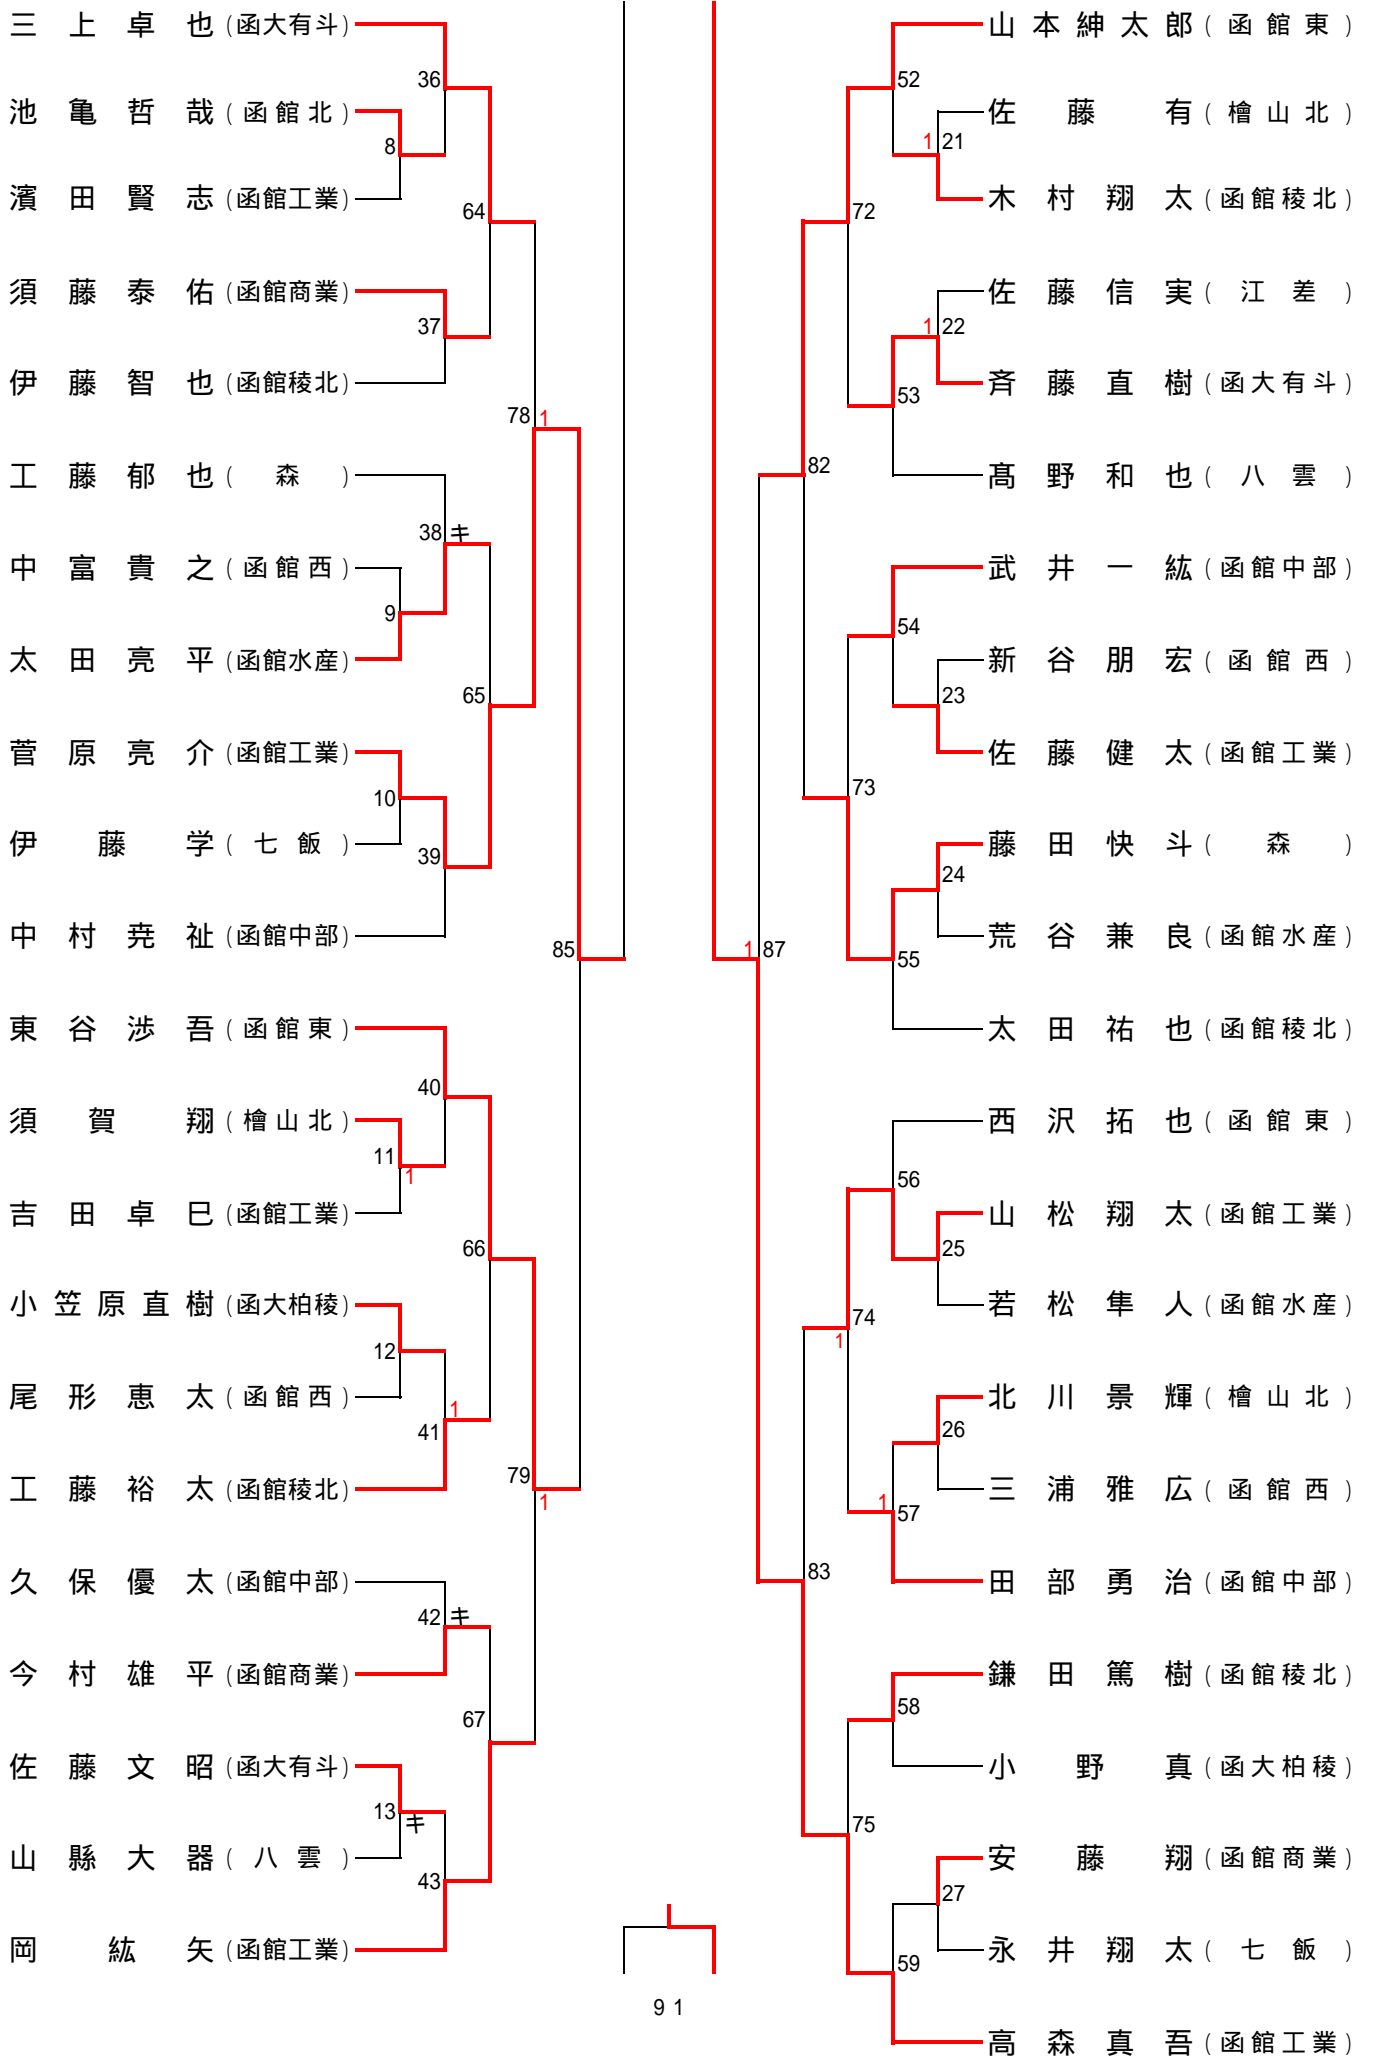 三上卓也(函大有斗)
36
池亀哲哉(函館北)
8
濱田賢志(函館工業)
64
須藤泰佑(函館商業)
37
伊藤智也(函館稜北)
78 1
工藤郁也(森)
38 キ
中富貴之(函館西)
9
太田亮平(函館水産)
65
菅原亮介(函館工業)
10
伊藤学(七飯)
39
中村尭祉(函館中部)
85
東谷渉吾(函館東)
40
須賀翔(檜山北)
11 1
吉田卓巳(函館工業)
66
小笠原直樹(函大柏稜)
12
尾形恵太(函館西)
1
41
工藤裕太(函館稜北)
79
1
久保優太(函館中部)
42 キ
今村雄平(函館商業)
67
佐藤文昭(函大有斗)
13 キ
山縣大器(八雲)
43
岡紘矢(函館工業)
山本紳太郎(函館東)
52
佐藤有(檜山北)
1 21
木村翔太(函館稜北)
72
佐藤信実(江差)
1 22
斉藤直樹(函大有斗)
53
髙野和也(八雲)
82
武井一紘(函館中部)
54
新谷朋宏(函館西)
23
佐藤健太(函館工業)
73
藤田快斗(森)
24
荒谷兼良(函館水産)
55
太田祐也(函館稜北)
1 87
西沢拓也(函館東)
56
山松翔太(函館工業)
25
若松隼人(函館水産)
74
1
北川景輝(檜山北)
26
三浦雅広(函館西)
1 57
田部勇治(函館中部)
83
鎌田篤樹(函館稜北)
58
小野真(函大柏稜)
75
安藤翔(函館商業)
27
永井翔太(七飯)
59
高森真吾(函館工業)
91